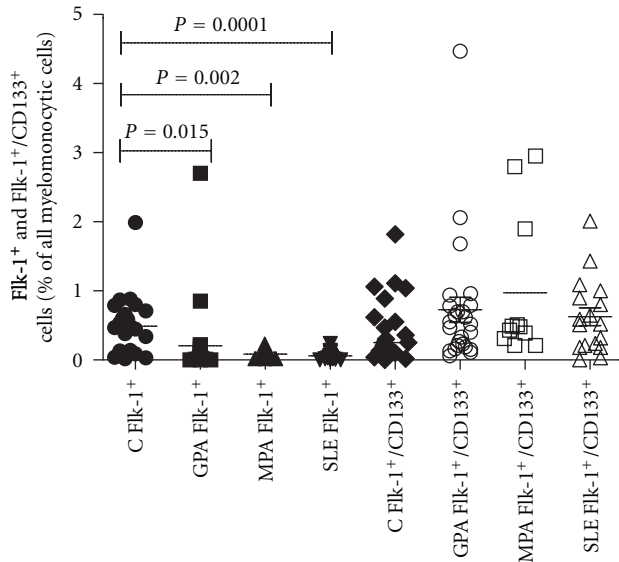 Flk-1⁺ and Flk-1⁺/CD133⁺
cells (% of all myelomonocytic cells)
5
4
3
2
1
0
P = 0.0001
P = 0.002
P = 0.015
C Flk-1⁺
GPA Flk-1⁺
MPA Flk-1⁺
SLE Flk-1⁺
C Flk-1⁺/CD133⁺
GPA Flk-1⁺/CD133⁺
MPA Flk-1⁺/CD133⁺
SLE Flk-1⁺/CD133⁺